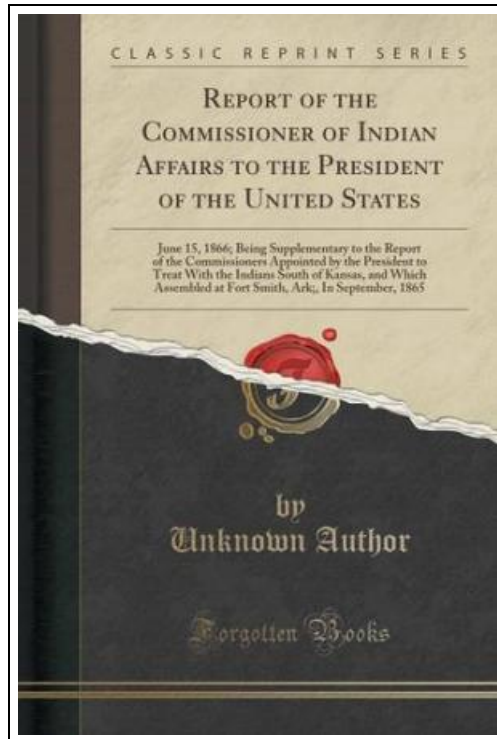 CLASSIC REPRINT SERIES
REPORT OF THE
COMMISSIONER OF INDIAN
AFFAIRS TO THE PRESIDENT
OF THE UNITED STATES
June 15, 1866; Being Supplementary to the Report
of the Commissioners Appointed by the President to
Treat With the Indians South of Kansas, and Which
Assembled at Fort Smith, Ark;, In September, 1865
by
Unknown Author
Forgotten Books